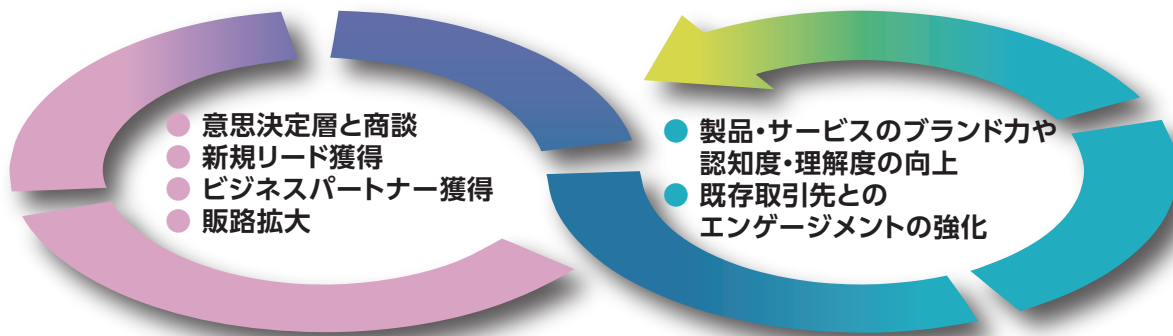 ● 意思決定層と商談
● 新規リード獲得
● ビジネスパートナー獲得
● 販路拡大
● 製品・サービスのブランド力や
認知度・理解度の向上
● 既存取引先との
エンゲージメントの強化